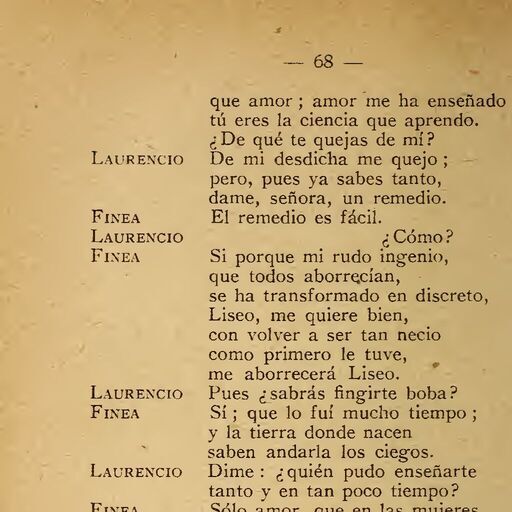 — 68 —
que amor ; amor me ha enseñado
tú eres la ciencia que aprendo.
¿De qué te quejas de mí?
LAURENCIO De mi desdicha me quejo ;
pero, pues ya sabes tanto,
dame, señora, un remedio.
FINEA El remedio es fácil.
LAURENCIO ¿Cómo?
FINEA Si porque mi rudo ingenio,
que todos aborrecían,
se ha transformado en discreto,
Liseo, me quiere bien,
con volver a ser tan necio
como primero le tuve,
me aborrecerá Liseo.
LAURENCIO Pues ¿sabrás fingirte boba?
FINEA Sí ; que lo fuí mucho tiempo ;
y la tierra donde nacen
saben andarla los ciegos.
LAURENCIO Dime : ¿quién pudo enseñarte
tanto y en tan poco tiempo?
FINEA Sólo amor, que en las mujeres